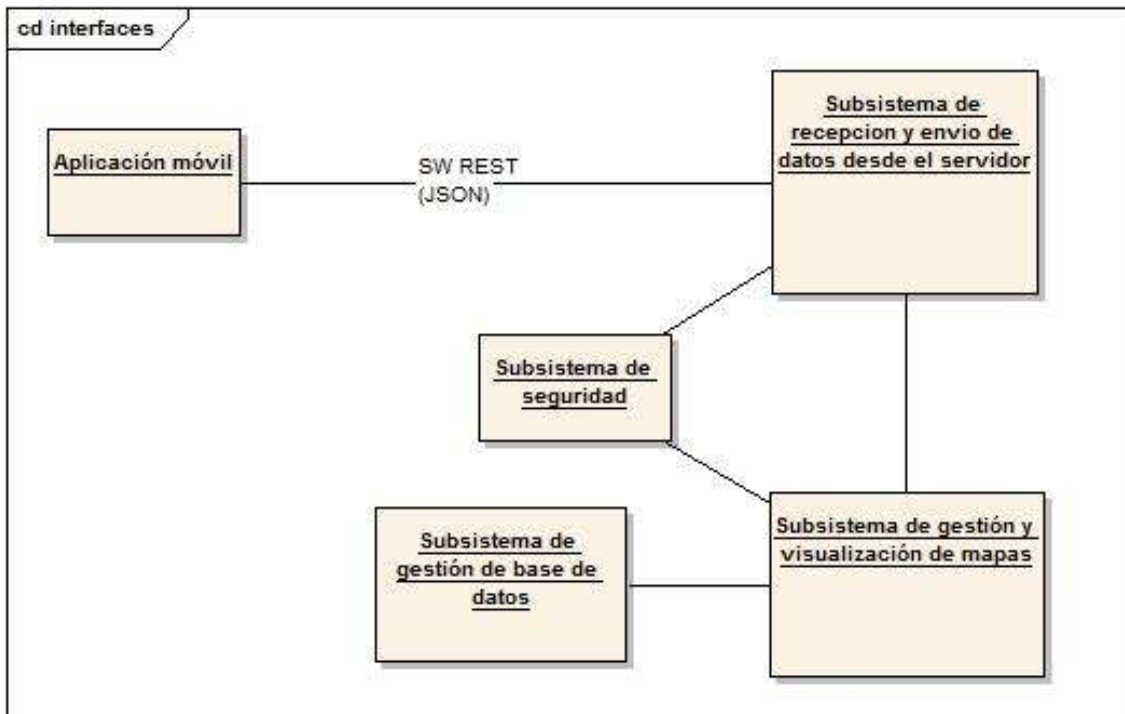 cd interfaces
Subsistema de
recepcion y envio de
datos desde el servidor
Aplicación móvil
SW REST
(JSON)
Subsistema de
seguridad
Subsistema de gestión y
visualización de mapas
Subsistema de
gestión de base de
datos